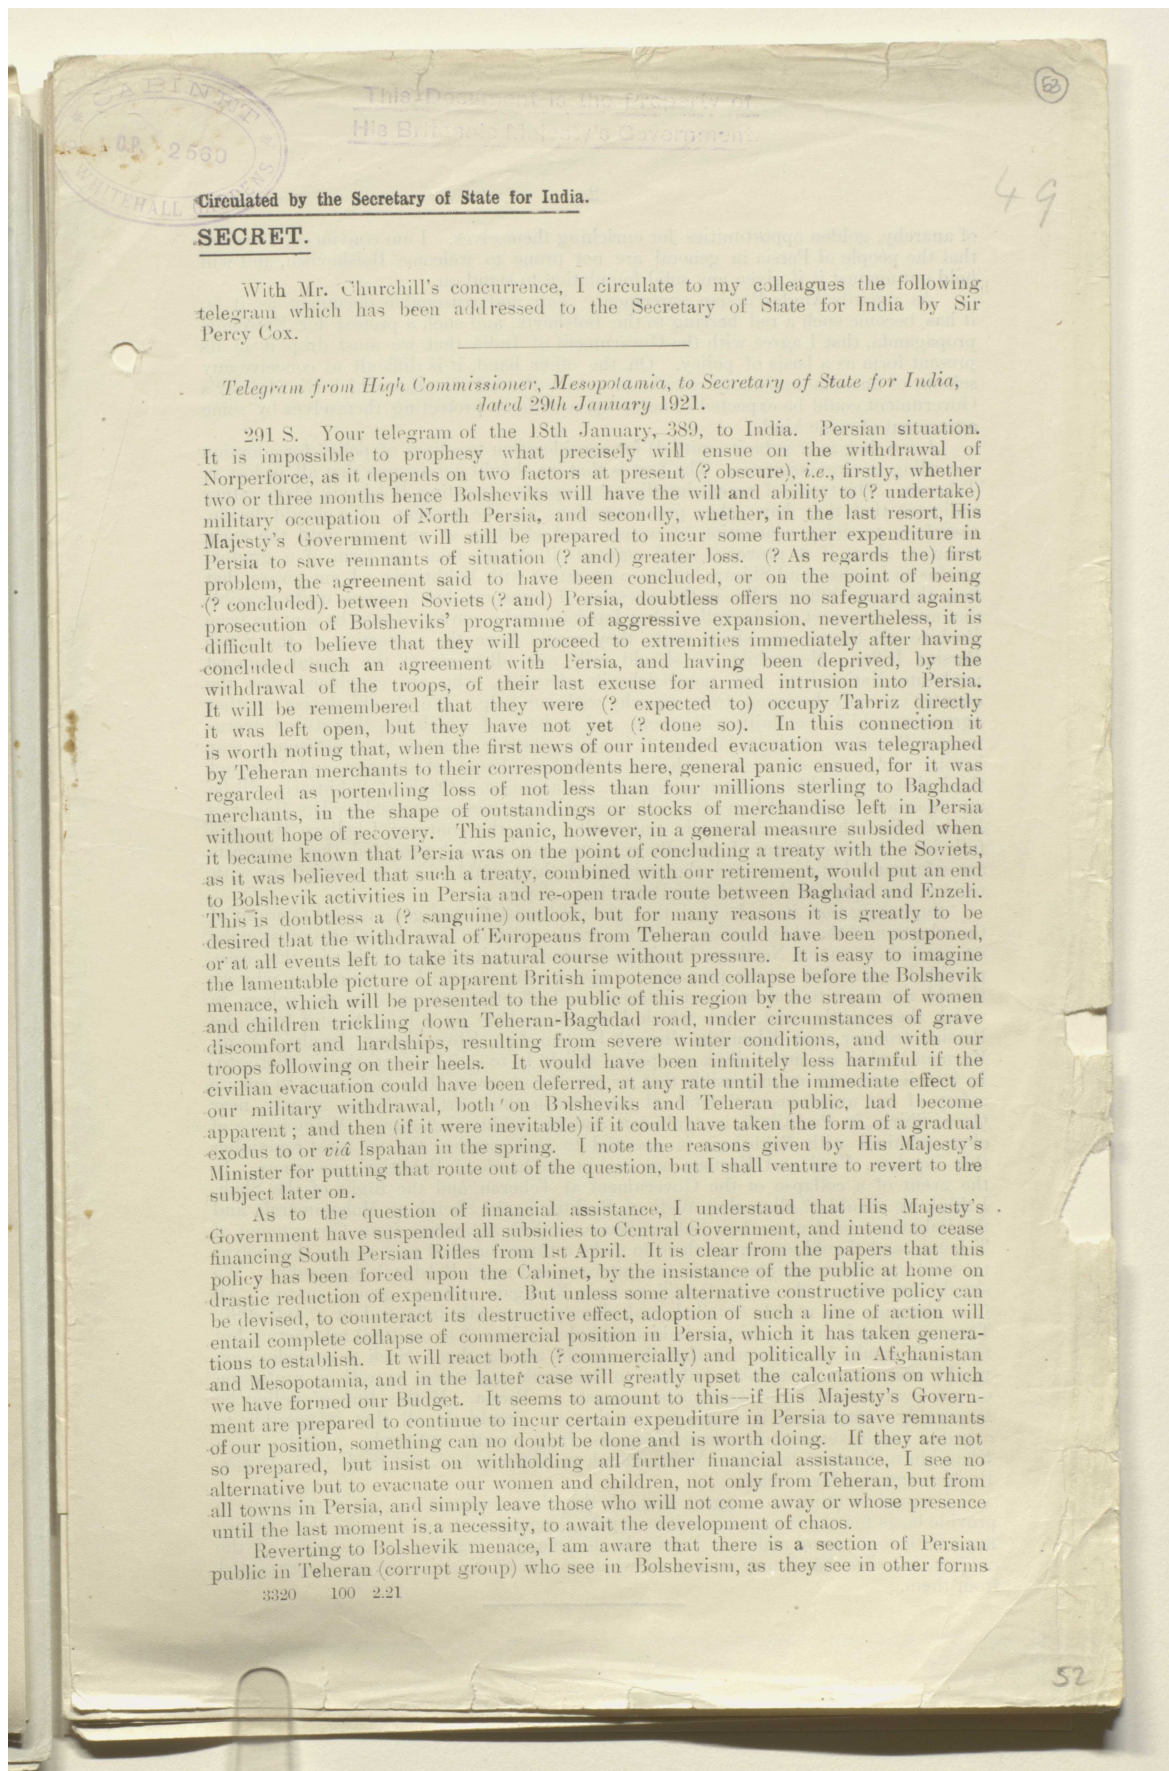 53
CABINET
C.P. 2560
WHITEHALL GARDENS
This Document is the Property of
His Britannic Majesty's Government.
49
Circulated by the Secretary of State for India.
SECRET.
With Mr. Churchill's concurrence, I circulate to my colleagues the following
telegram which has been addressed to the Secretary of State for India by Sir
Percy Cox.
Telegram from High Commissioner, Mesopotamia, to Secretary of State for India,
dated 29th January 1921.
291 S. Your telegram of the 18th January, 389, to India. Persian situation.
It is impossible to prophesy what precisely will ensue on the withdrawal of
Norperforce, as it depends on two factors at present (? obscure), i.e., firstly, whether
two or three months hence Bolsheviks will have the will and ability to (? undertake)
military occupation of North Persia, and secondly, whether, in the last resort, His
Majesty's Government will still be prepared to incur some further expenditure in
Persia to save remnants of situation (? and) greater loss. (? As regards the) first
problem, the agreement said to have been concluded, or on the point of being
(? concluded). between Soviets (? and) Persia, doubtless offers no safeguard against
prosecution of Bolsheviks' programme of aggressive expansion. nevertheless, it is
difficult to believe that they will proceed to extremities immediately after having
concluded such an agreement with Persia, and having been deprived, by the
withdrawal of the troops, of their last excuse for armed intrusion into Persia.
It will be remembered that they were (? expected to) occupy Tabriz directly
it was left open, but they have not yet (? done so). In this connection it
is worth noting that, when the first news of our intended evacuation was telegraphed
by Teheran merchants to their correspondents here, general panic ensued, for it was
regarded as portending loss of not less than four millions sterling to Baghdad
merchants, in the shape of outstandings or stocks of merchandise left in Persia
without hope of recovery. This panic, however, in a general measure subsided when
it became known that Persia was on the point of concluding a treaty with the Soviets,
as it was believed that such a treaty, combined with our retirement, would put an end
to Bolshevik activities in Persia and re-open trade route between Baghdad and Enzeli.
This is doubtless a (? sanguine) outlook, but for many reasons it is greatly to be
desired that the withdrawal of Europeans from Teheran could have been postponed,
or at all events left to take its natural course without pressure. It is easy to imagine
the lamentable picture of apparent British impotence and collapse before the Bolshevik
menace, which will be presented to the public of this region by the stream of women
and children trickling down Teheran-Baghdad road, under circumstances of grave
discomfort and hardships, resulting from severe winter conditions, and with our
troops following on their heels. It would have been infinitely less harmful if the
civilian evacuation could have been deferred, at any rate until the immediate effect of
our military withdrawal, both on Bolsheviks and Teheran public, had become
apparent; and then (if it were inevitable) if it could have taken the form of a gradual
exodus to or viâ Ispahan in the spring. I note the reasons given by His Majesty's
Minister for putting that route out of the question, but I shall venture to revert to the
subject later on.
As to the question of financial assistance, I understand that His Majesty's
Government have suspended all subsidies to Central Government, and intend to cease
financing South Persian Rifles from 1st April. It is clear from the papers that this
policy has been forced upon the Cabinet, by the insistance of the public at home on
drastic reduction of expenditure. But unless some alternative constructive policy can
be devised, to counteract its destructive effect, adoption of such a line of action will
entail complete collapse of commercial position in Persia, which it has taken genera-
tions to establish. It will react both (? commercially) and politically in Afghanistan
and Mesopotamia, and in the latter case will greatly upset the calculations on which
we have formed our Budget. It seems to amount to this—if His Majesty's Govern-
ment are prepared to continue to incur certain expenditure in Persia to save remnants
of our position, something can no doubt be done and is worth doing. If they are not
so prepared, but insist on withholding all further financial assistance, I see no
alternative but to evacuate our women and children, not only from Teheran, but from
all towns in Persia, and simply leave those who will not come away or whose presence
until the last moment is a necessity, to await the development of chaos.
Reverting to Bolshevik menace, I am aware that there is a section of Persian
public in Teheran (corrupt group) who see in Bolshevism, as they see in other forms
3320 100 2.21
52